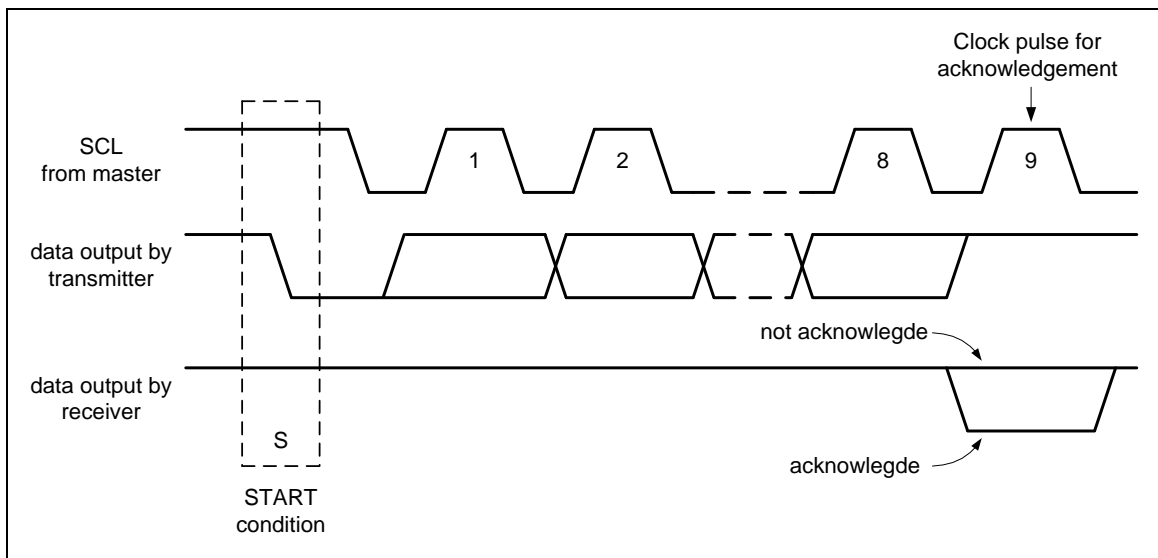 Clock pulse for
acknowledgement
SCL
from master
1
2
8
9
data output by
transmitter
not acknowlegde
data output by
receiver
S
acknowlegde
START
condition